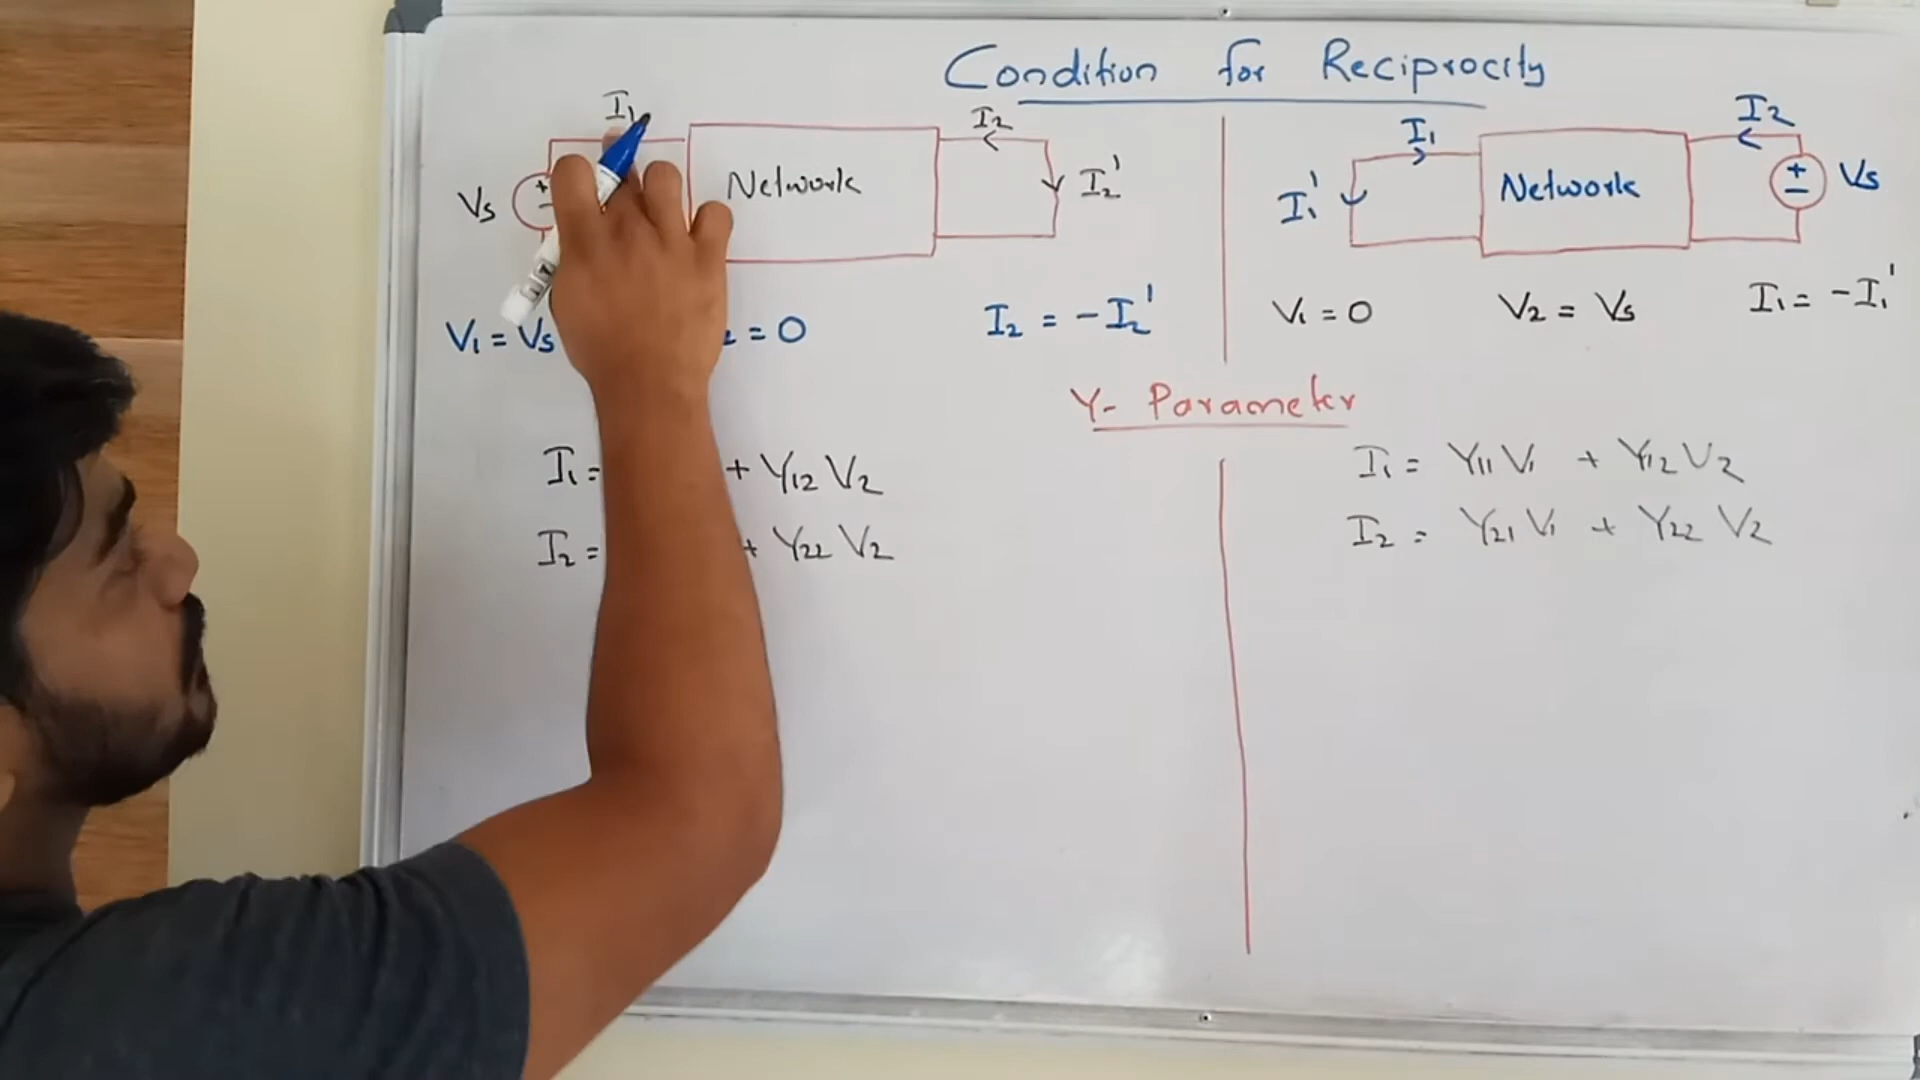 Condition for Reciprocity
I1
I2
Vs
+
-
Network
I2'
V1 = Vs
2 = 0
I2 = -I2'
I1
I2
I1'
Network
+
-
Vs
V1 = 0
V2 = Vs
I1 = -I1'
Y- Parameter
I1 = + Y12 V2
I2 = + Y22 V2
I1 = Y11 V1 + Y12 V2
I2 = Y21 V1 + Y22 V2